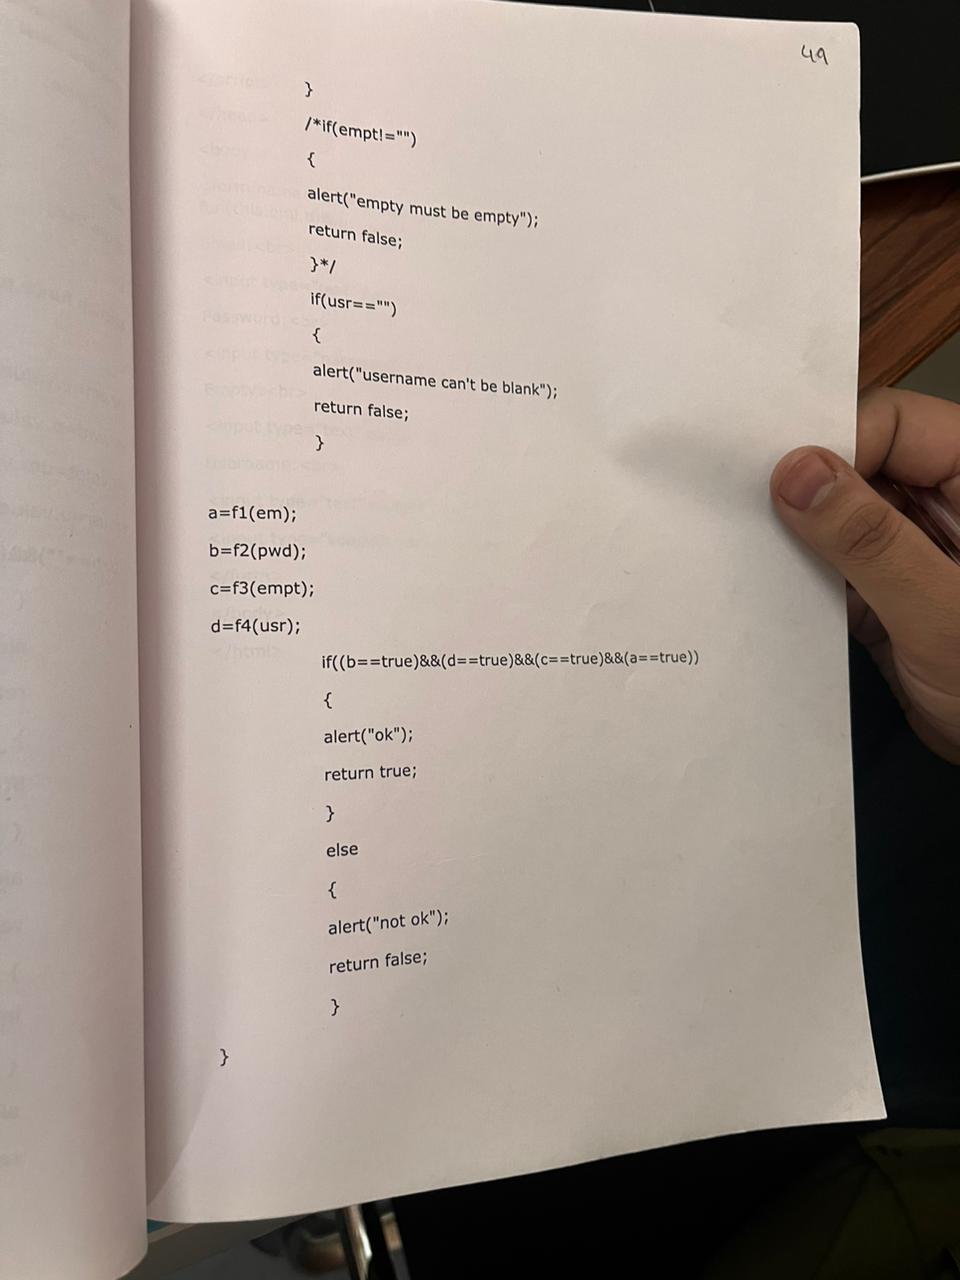 49
}
/*if(empt!="")
{
alert("empty must be empty");
return false;
}*/
if(usr=="")
{
alert("username can't be blank");
return false;
}
a=f1(em);
b=f2(pwd);
c=f3(empt);
d=f4(usr);
if((b==true)&&(d==true)&&(c==true)&&(a==true))
{
alert("ok");
return true;
}
else
{
alert("not ok");
return false;
}
}